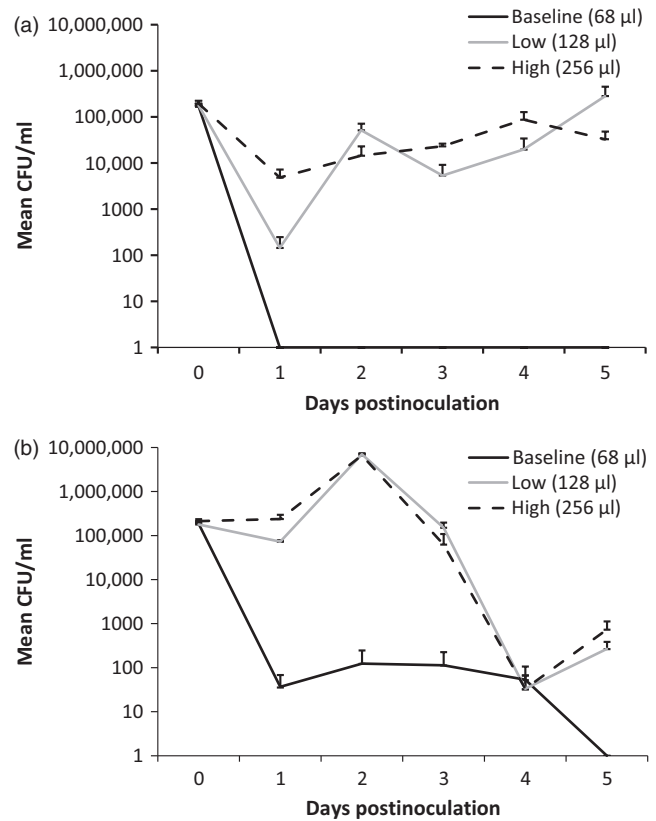 (a)
Baseline (68 µl)
Low (128 µl)
High (256 µl)
10,000,000
1,000,000
100,000
10,000
1000
100
10
1
Mean CFU/ml
0 1 2 3 4 5
Days postinoculation
(b)
Baseline (68 µl)
Low (128 µl)
High (256 µl)
10,000,000
1,000,000
100,000
10,000
1000
100
10
1
Mean CFU/ml
0 1 2 3 4 5
Days postinoculation